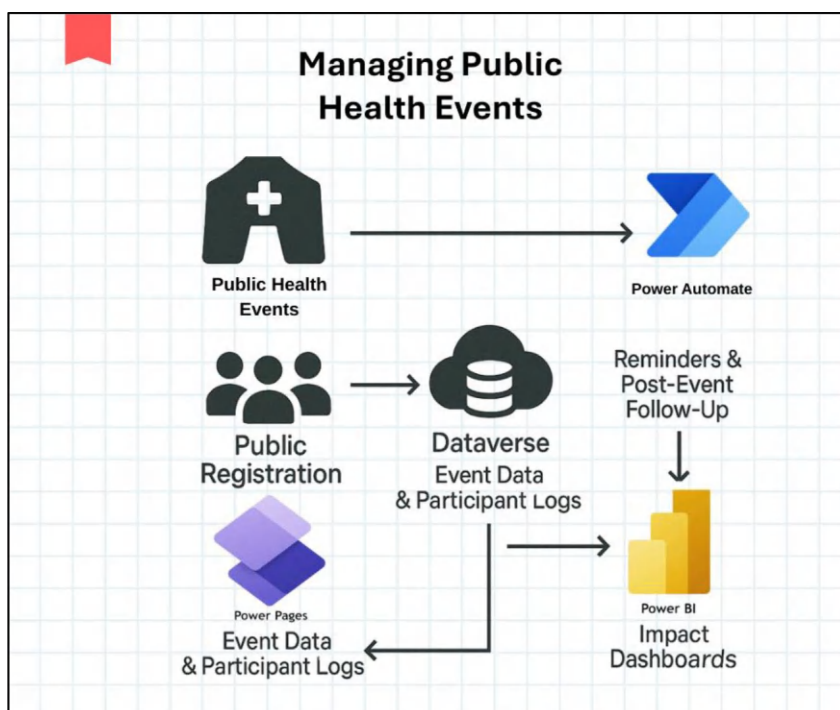 Managing Public
Health Events
Public Health
Events
Power Automate
Public
Registration
Dataverse
Event Data
& Participant Logs
Reminders &
Post-Event
Follow-Up
Power Pages
Event Data
& Participant Logs
Power BI
Impact
Dashboards